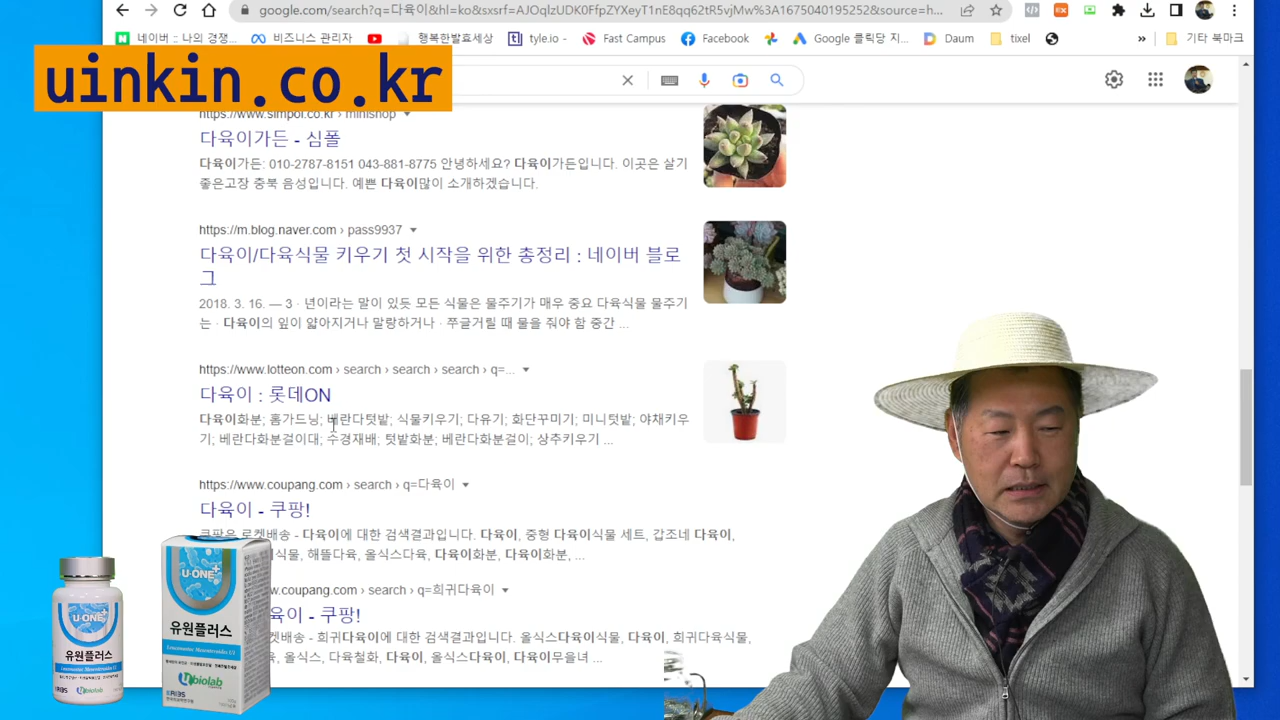 google.com/search?q=다육이&hl=ko&sxsrf=AJOqlzUDK0FfpZYXeyT1nE8qq62tR5vjMw%3A1675040195252&source=h...
네이버 :: 나의 경쟁...
비즈니스 관리자
행복한발효세상
tyle.io -
Fast Campus
Facebook
Google 클릭당 지...
Daum
tixel
»
기타 북마크
uinkin.co.kr
https://www.simpol.co.kr › minishop
다육이가든 - 심폴
다육이가든: 010-2787-8151 043-881-8775 안녕하세요? 다육이가든입니다. 이곳은 살기
좋은고장 충북 음성입니다. 예쁜 다육이많이 소개하겠습니다.
https://m.blog.naver.com › pass9937
다육이/다육식물 키우기 첫 시작을 위한 총정리 : 네이버 블로
그
2018. 3. 16. — 3 · 년이라는 말이 있듯 모든 식물은 물주기가 매우 중요 다육식물 물주기
는 · 다육이의 잎이 얇아지거나 말랑하거나 · 쭈글거릴 때 물을 줘야 함 중간 ...
https://www.lotteon.com › search › search › search › q=...
다육이 : 롯데ON
다육이화분; 홈가드닝; 베란다텃밭; 식물키우기; 다유기; 화단꾸미기; 미니텃밭; 야채키우
기; 베란다화분걸이대; 수경재배; 텃밭화분; 베란다화분걸이; 상추키우기 ...
https://www.coupang.com › search › q=다육이
다육이 - 쿠팡!
쿠팡은 로켓배송 - 다육이에 대한 검색결과입니다. 다육이, 중형 다육이식물 세트, 갑조네 다육이,
식물, 해뜰다육, 올식스다육, 다육이화분, 다육이화분, ...
w.coupang.com › search › q=희귀다육이
육이 - 쿠팡!
켓배송 - 희귀다육이에 대한 검색결과입니다. 올식스다육이식물, 다육이, 희귀다육식물,
육, 올식스, 다육철화, 다육이, 올식스다육이, 다육이무을녀 ...
U·ONE+
유원플러스
Leuconostoc Mesenteroides U1
Ubiolab
RIBS
U·ONE+
유원플러스
Ubiolab
RIBS